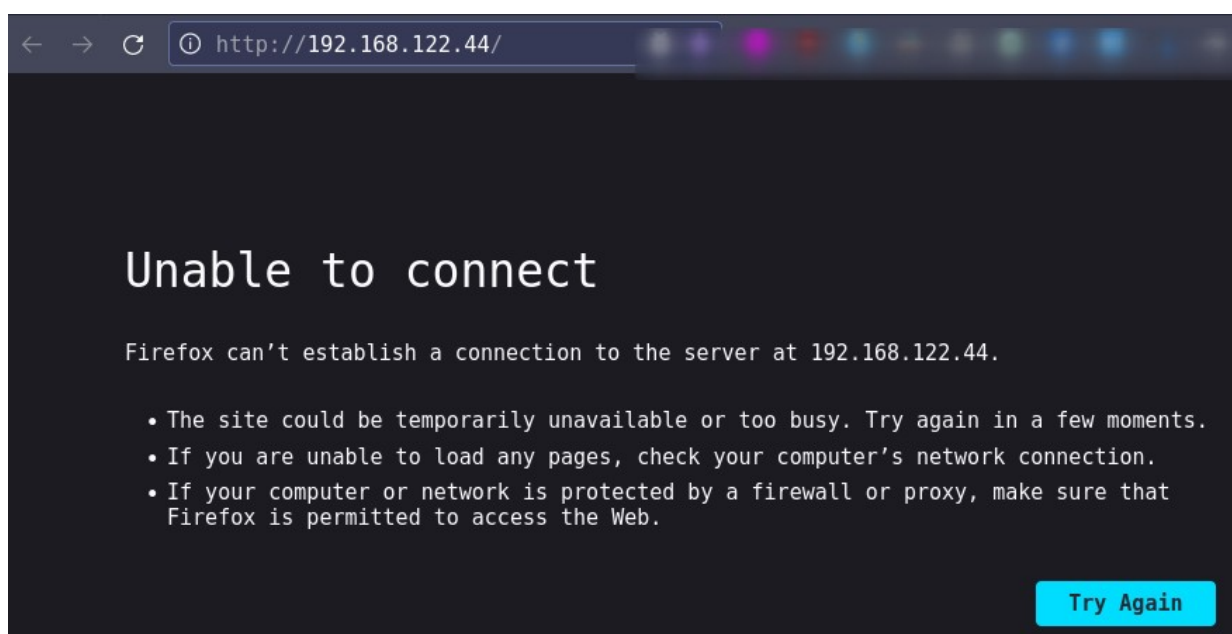 http://192.168.122.44/
Unable to connect
Firefox can’t establish a connection to the server at 192.168.122.44.
• The site could be temporarily unavailable or too busy. Try again in a few moments.
• If you are unable to load any pages, check your computer’s network connection.
• If your computer or network is protected by a firewall or proxy, make sure that
Firefox is permitted to access the Web.
Try Again